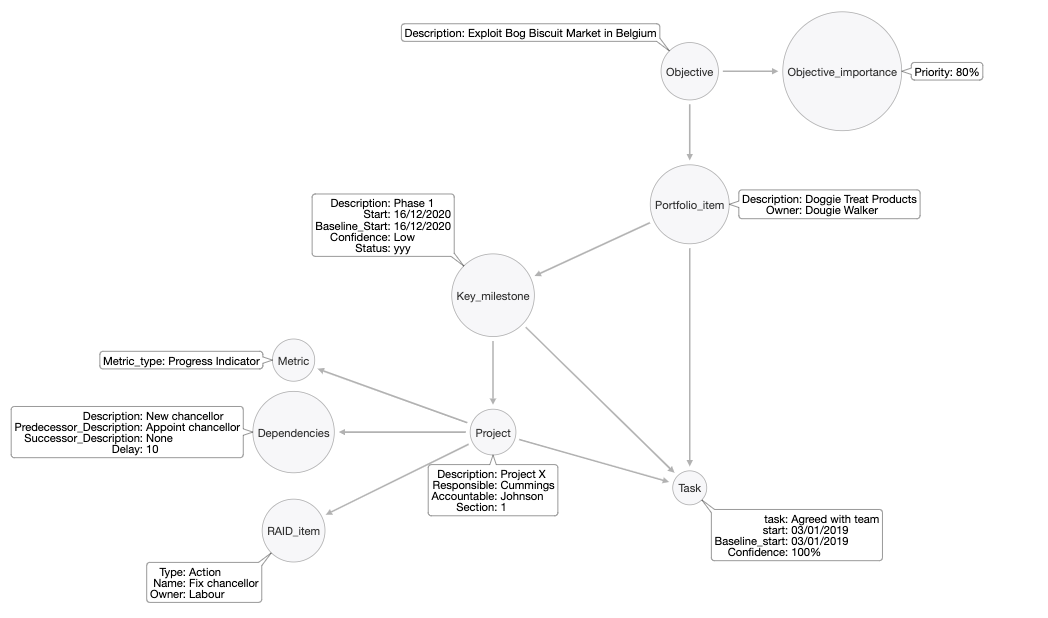 Description: Exploit Bog Biscuit Market in Belgium
Objective
Objective_importance
Priority: 80%
Portfolio_item
Description: Doggie Treat Products
Owner: Dougie Walker
Description: Phase 1
Start: 16/12/2020
Baseline_Start: 16/12/2020
Confidence: Low
Status: yyy
Key_milestone
Metric_type: Progress Indicator
Metric
Description: New chancellor
Predecessor_Description: Appoint chancellor
Successor_Description: None
Delay: 10
Dependencies
Project
Description: Project X
Responsible: Cummings
Accountable: Johnson
Section: 1
Task
task: Agreed with team
start: 03/01/2019
Baseline_start: 03/01/2019
Confidence: 100%
RAID_item
Type: Action
Name: Fix chancellor
Owner: Labour